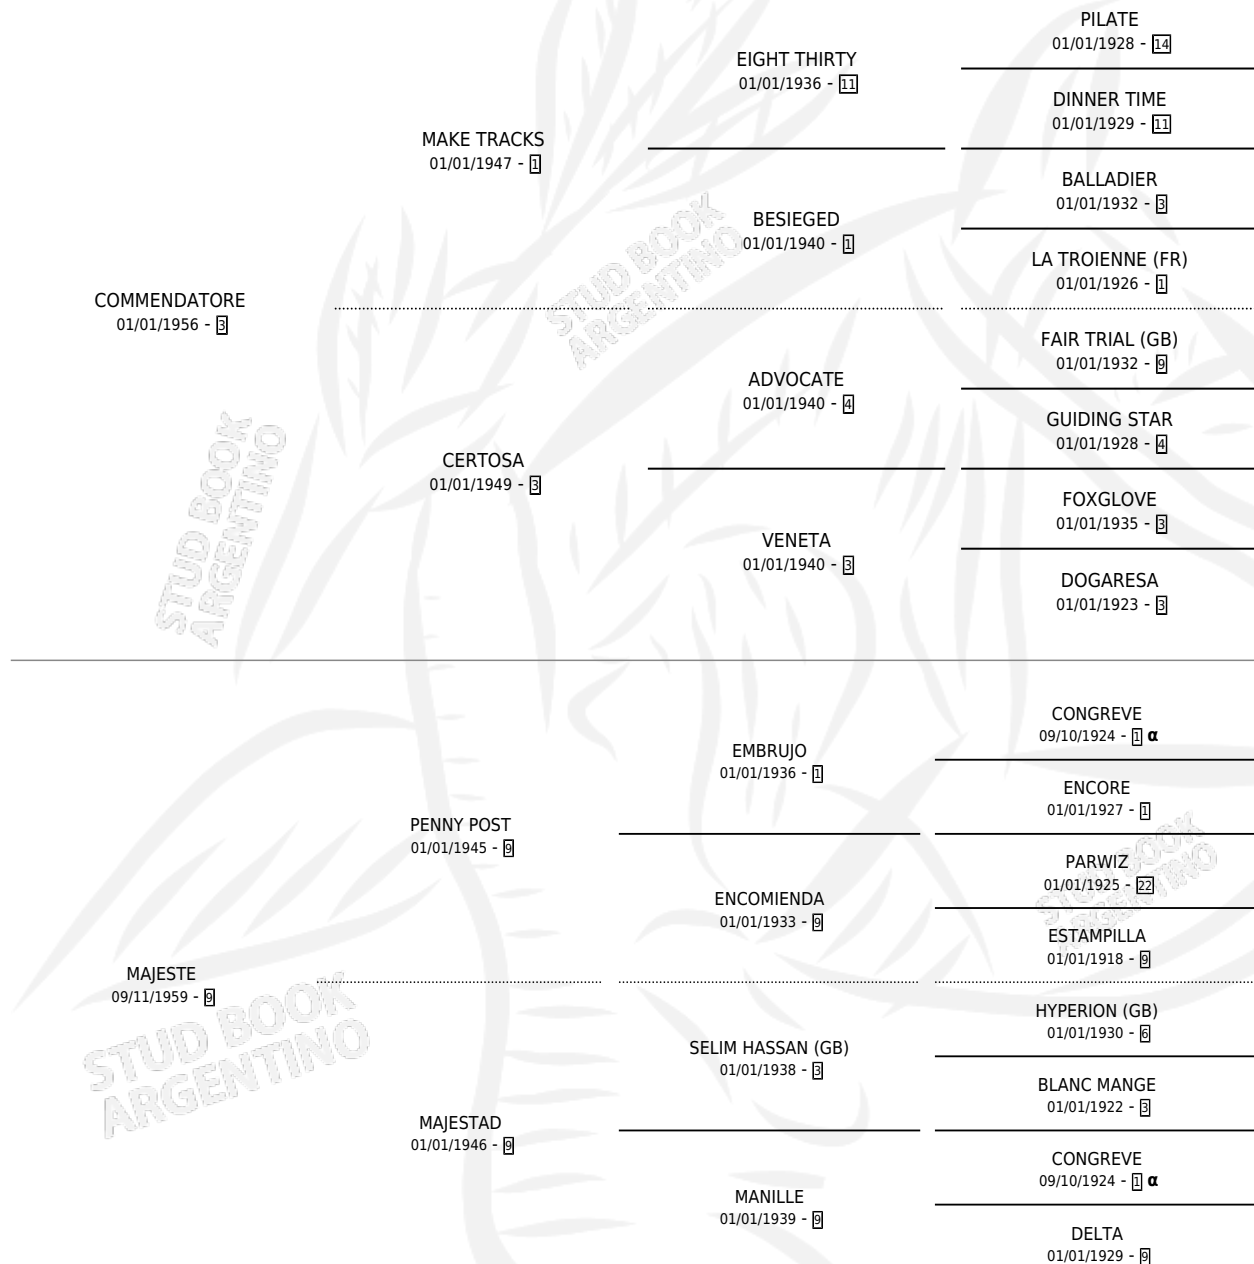 PILATE
01/01/1928 - 14
EIGHT THIRTY
01/01/1936 - 11
DINNER TIME
01/01/1929 - 11
MAKE TRACKS
01/01/1947 - 1
BALLADIER
01/01/1932 - 3
BESIEGED
01/01/1940 - 1
LA TROIENNE (FR)
01/01/1926 - 1
COMMENDATORE
01/01/1956 - 3
FAIR TRIAL (GB)
01/01/1932 - 9
ADVOCATE
01/01/1940 - 4
GUIDING STAR
01/01/1928 - 4
CERTOSA
01/01/1949 - 3
FOXGLOVE
01/01/1935 - 3
VENETA
01/01/1940 - 3
DOGARESA
01/01/1923 - 3
CONGREVE
09/10/1924 - 1 α
EMBRUJO
01/01/1936 - 1
ENCORE
01/01/1927 - 1
PENNY POST
01/01/1945 - 9
PARWIZ
01/01/1925 - 22
ENCOMIENDA
01/01/1933 - 9
ESTAMPILLA
01/01/1918 - 9
MAJESTE
09/11/1959 - 9
HYPERION (GB)
01/01/1930 - 6
SELIM HASSAN (GB)
01/01/1938 - 3
BLANC MANGE
01/01/1922 - 3
MAJESTAD
01/01/1946 - 9
CONGREVE
09/10/1924 - 1 α
MANILLE
01/01/1939 - 9
DELTA
01/01/1929 - 9
STUD BOOK
ARGENTINO
STUD BOOK
ARGENTINO
STUD BOOK
ARGENTINO
STUD BOOK
ARGENTINO